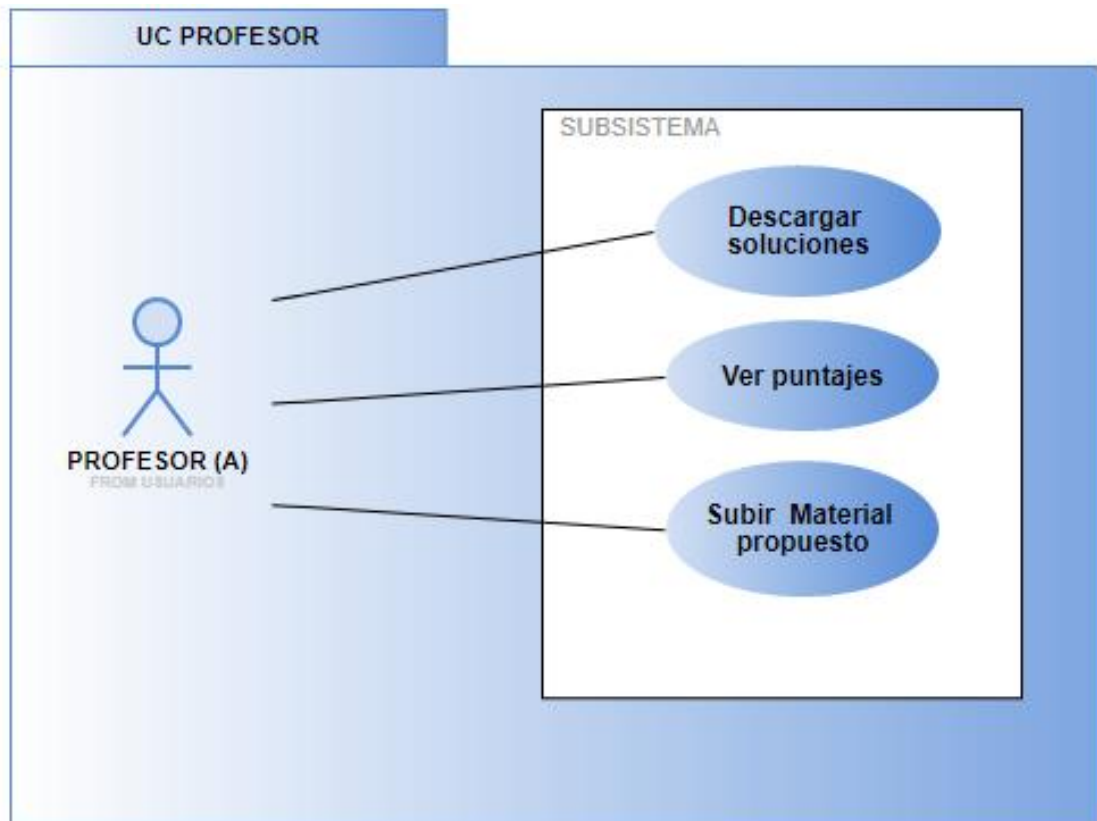 UC PROFESOR
SUBSISTEMA
Descargar
soluciones
Ver puntajes
PROFESOR (A)
FROM USUARIOS
Subir Material
propuesto